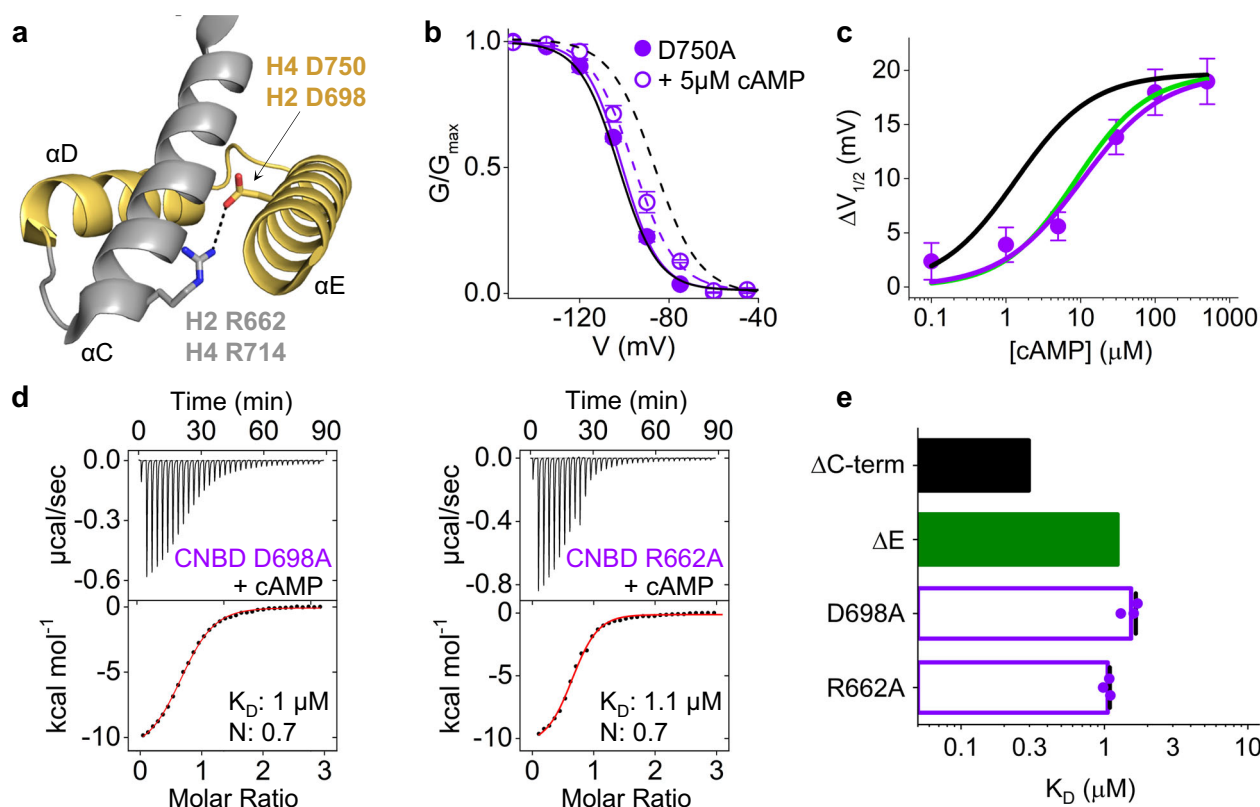 a
H4 D750
H2 D698
αD
αE
αC
H2 R662
H4 R714
b
D750A
+ 5µM cAMP
G/Gmax
1.0
0.5
0.0
-120
-80
-40
V (mV)
c
ΔV1/2 (mV)
20
15
10
5
0
0.1
1
10
100
1000
[cAMP] (µM)
d
Time (min)
0 30 60 90
µcal/sec
0.0
-0.3
-0.6
CNBD D698A
+ cAMP
kcal mol-1
0
-5
-10
KD: 1 µM
N: 0.7
0 1 2 3
Molar Ratio
Time (min)
0 30 60 90
0.0
-0.4
-0.8
CNBD R662A
+ cAMP
0
-5
-10
KD: 1.1 µM
N: 0.7
0 1 2 3
Molar Ratio
e
ΔC-term
ΔE
D698A
R662A
0.1 0.3 1 10
KD (µM)